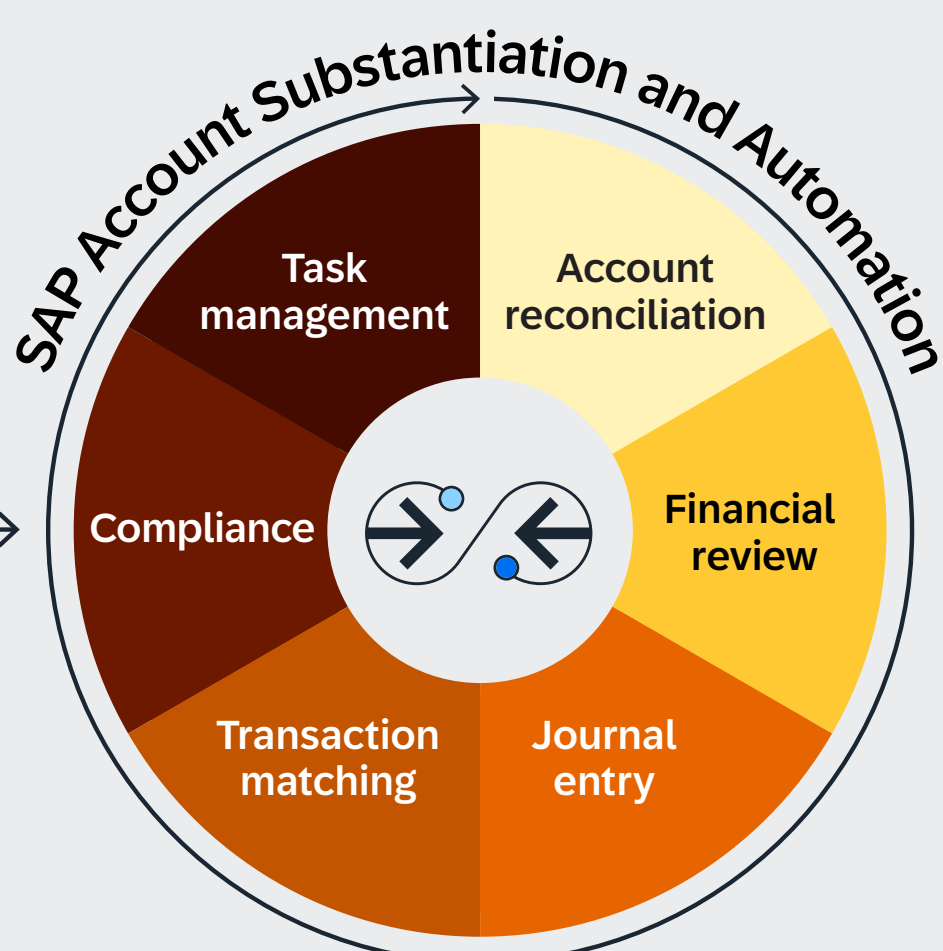 SAP Account Substantiation and Automation
Task
management
Account
reconciliation
Compliance
Financial
review
Transaction
matching
Journal
entry